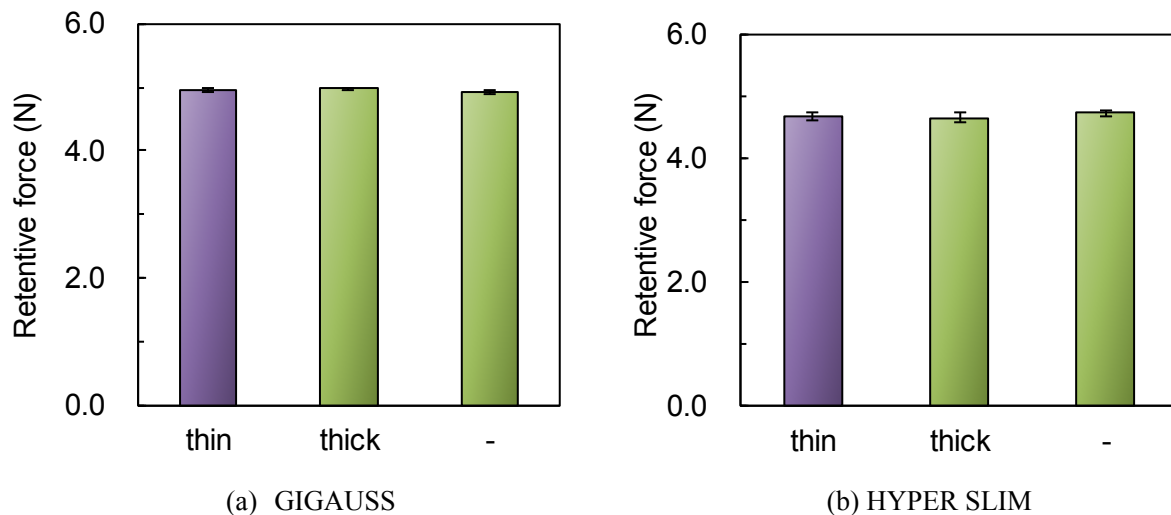 6.0
4.0
2.0
0.0
Retentive force (N)
thin thick -
(a) GIGAUSS
6.0
4.0
2.0
0.0
Retentive force (N)
thin thick -
(b) HYPER SLIM